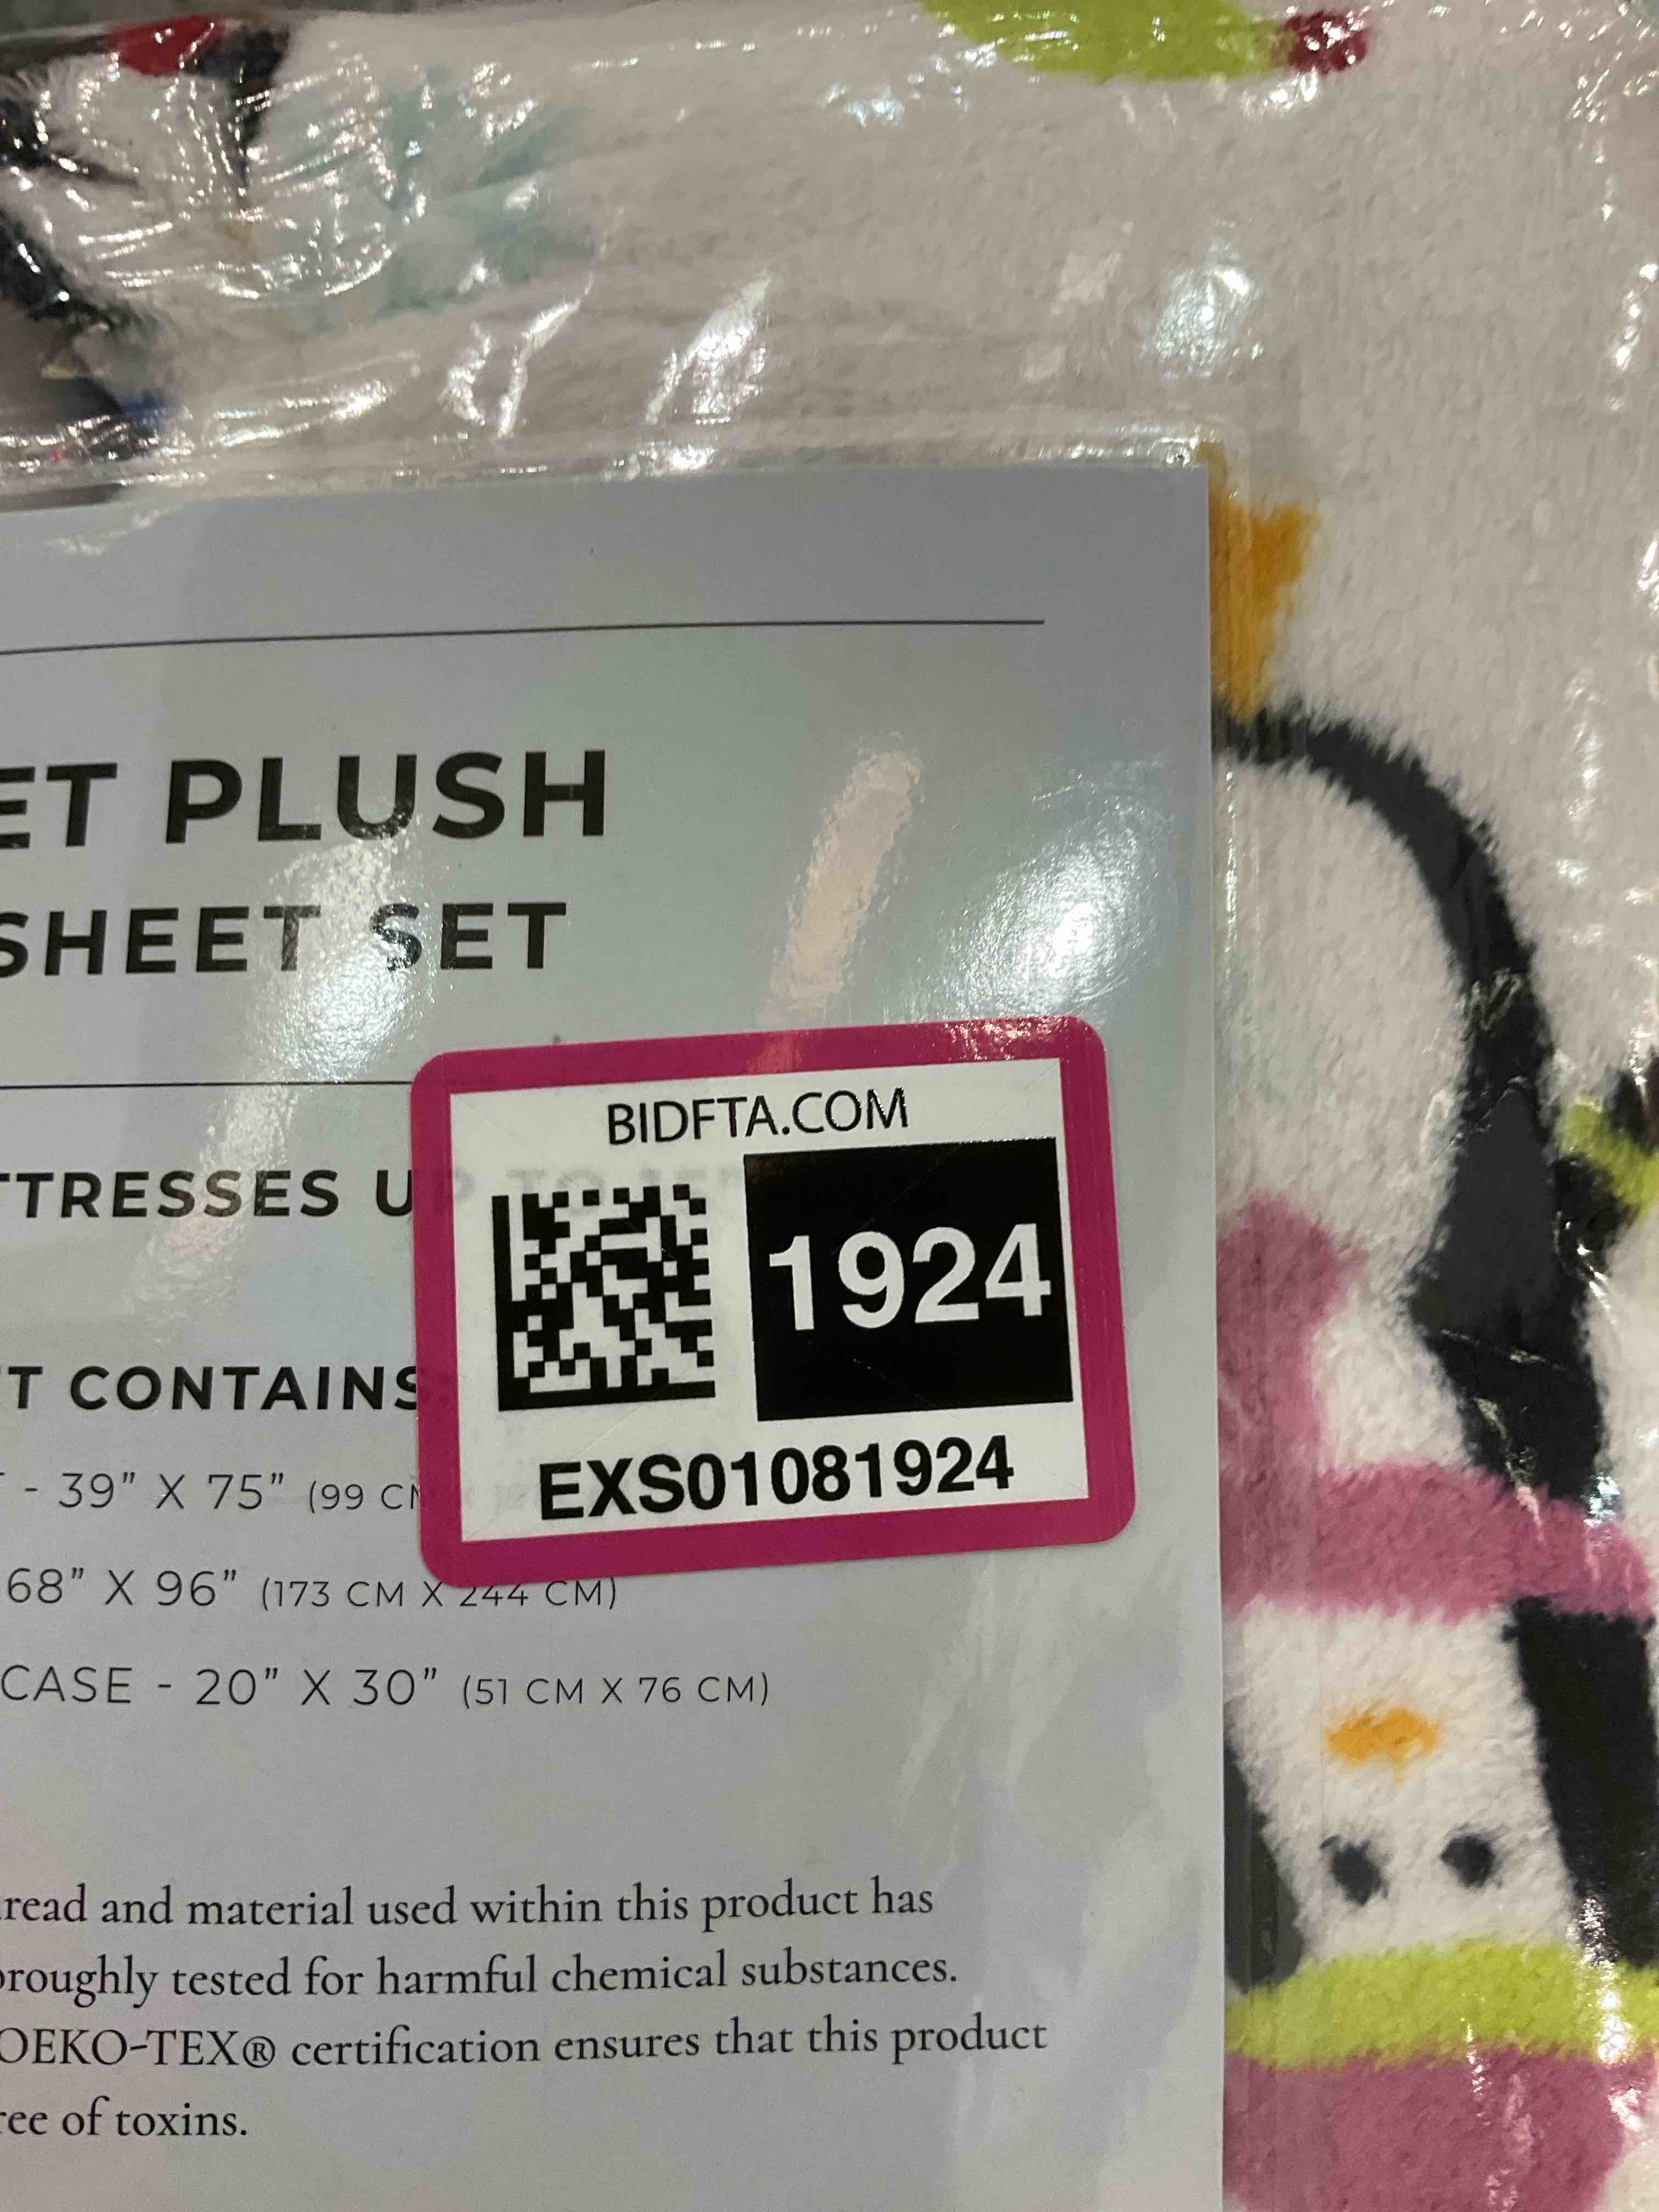 ET PLUSH
SHEET SET
TTRESSES U
BIDFTA.COM
1924
EXS01081924
T CONTAINS
- 39" X 75" (99 CM
68" X 96" (173 CM X 244 CM)
CASE - 20" X 30" (51 CM X 76 CM)
read and material used within this product has
oroughly tested for harmful chemical substances.
OEKO-TEX® certification ensures that this product
ree of toxins.